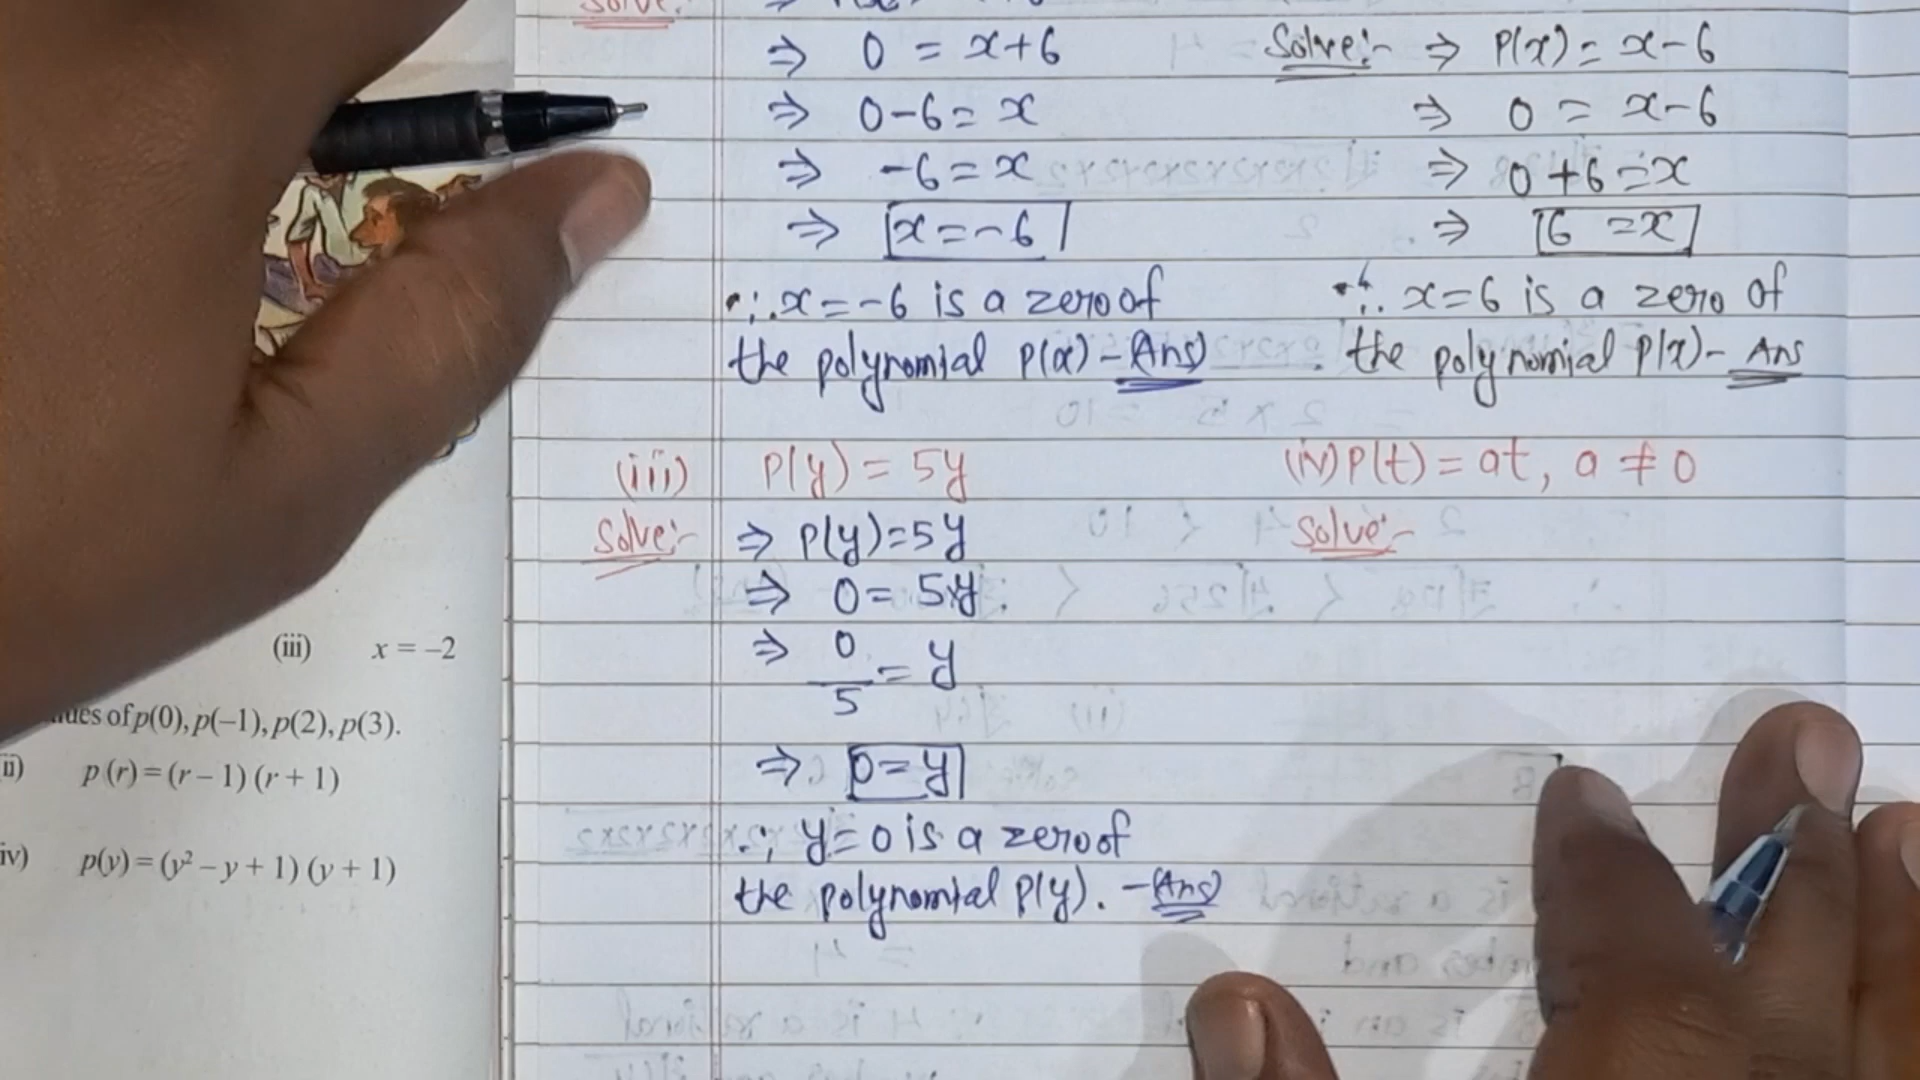 Solve:
⇒ 0 = x+6
⇒ 0-6 = x
⇒ -6 = x
⇒ x = -6
∴ x = -6 is a zero of
the polynomial p(x) - (Ans)
Solve:- ⇒ P(x) = x-6
⇒ 0 = x-6
⇒ 0+6 = x
⇒ 6 = x
∴ x=6 is a zero of
the polynomial p(x) - Ans
(iii) P(y) = 5y
Solve:- ⇒ P(y)=5y
⇒ 0 = 5y
⇒ 0/5 = y
⇒ 0 = y
∴ y = 0 is a zero of
the polynomial p(y). - (Ans)
(iv) P(t) = at, a ≠ 0
Solve:-
(iii) x = –2
of p(0), p(–1), p(2), p(3).
ii) p (r) = (r – 1) (r + 1)
iv) p(y) = (y² – y + 1) (y + 1)